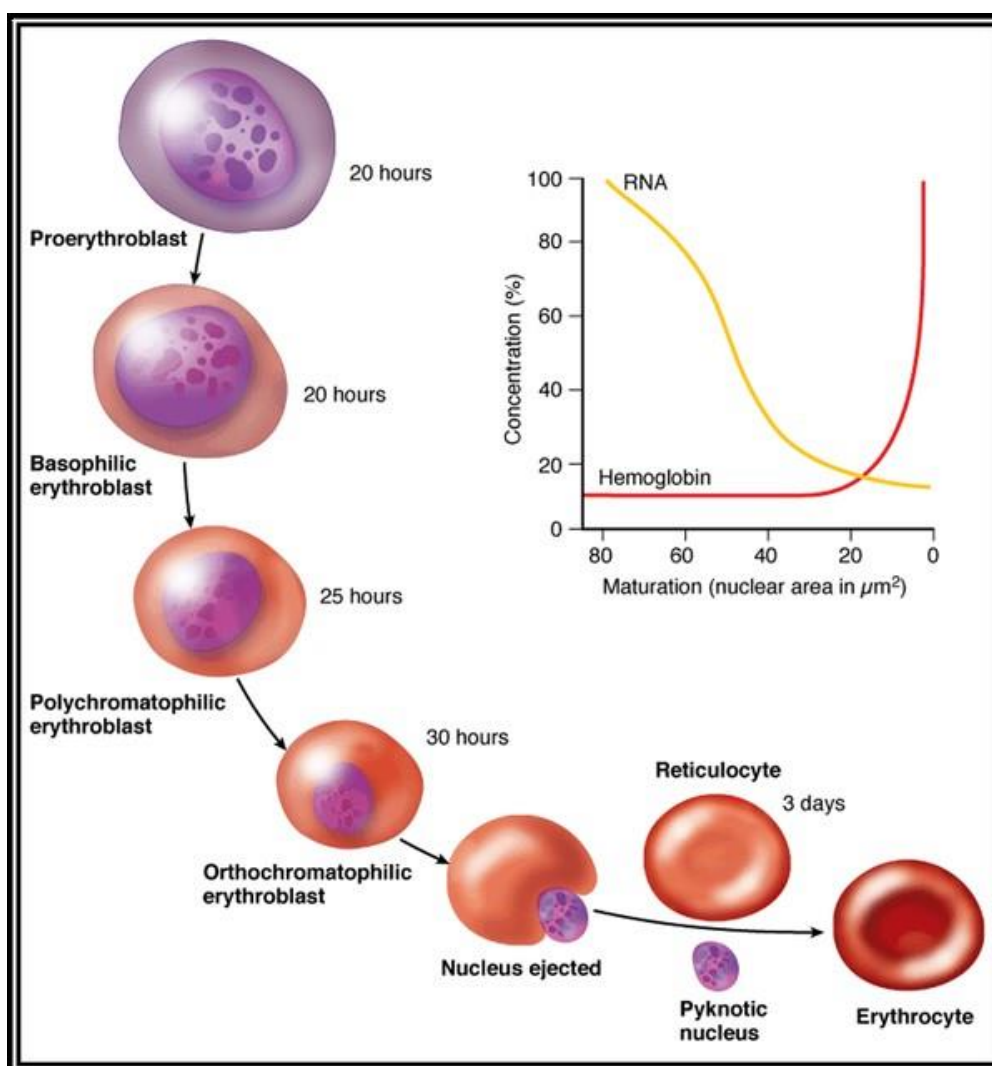 20 hours
Proerythroblast
20 hours
Basophilic
erythroblast
25 hours
Polychromatophilic
erythroblast
30 hours
Orthochromatophilic
erythroblast
Nucleus ejected
Reticulocyte
3 days
Pyknotic
nucleus
Erythrocyte
100
80
60
40
20
0
Concentration (%)
RNA
Hemoglobin
80 60 40 20 0
Maturation (nuclear area in µm²)